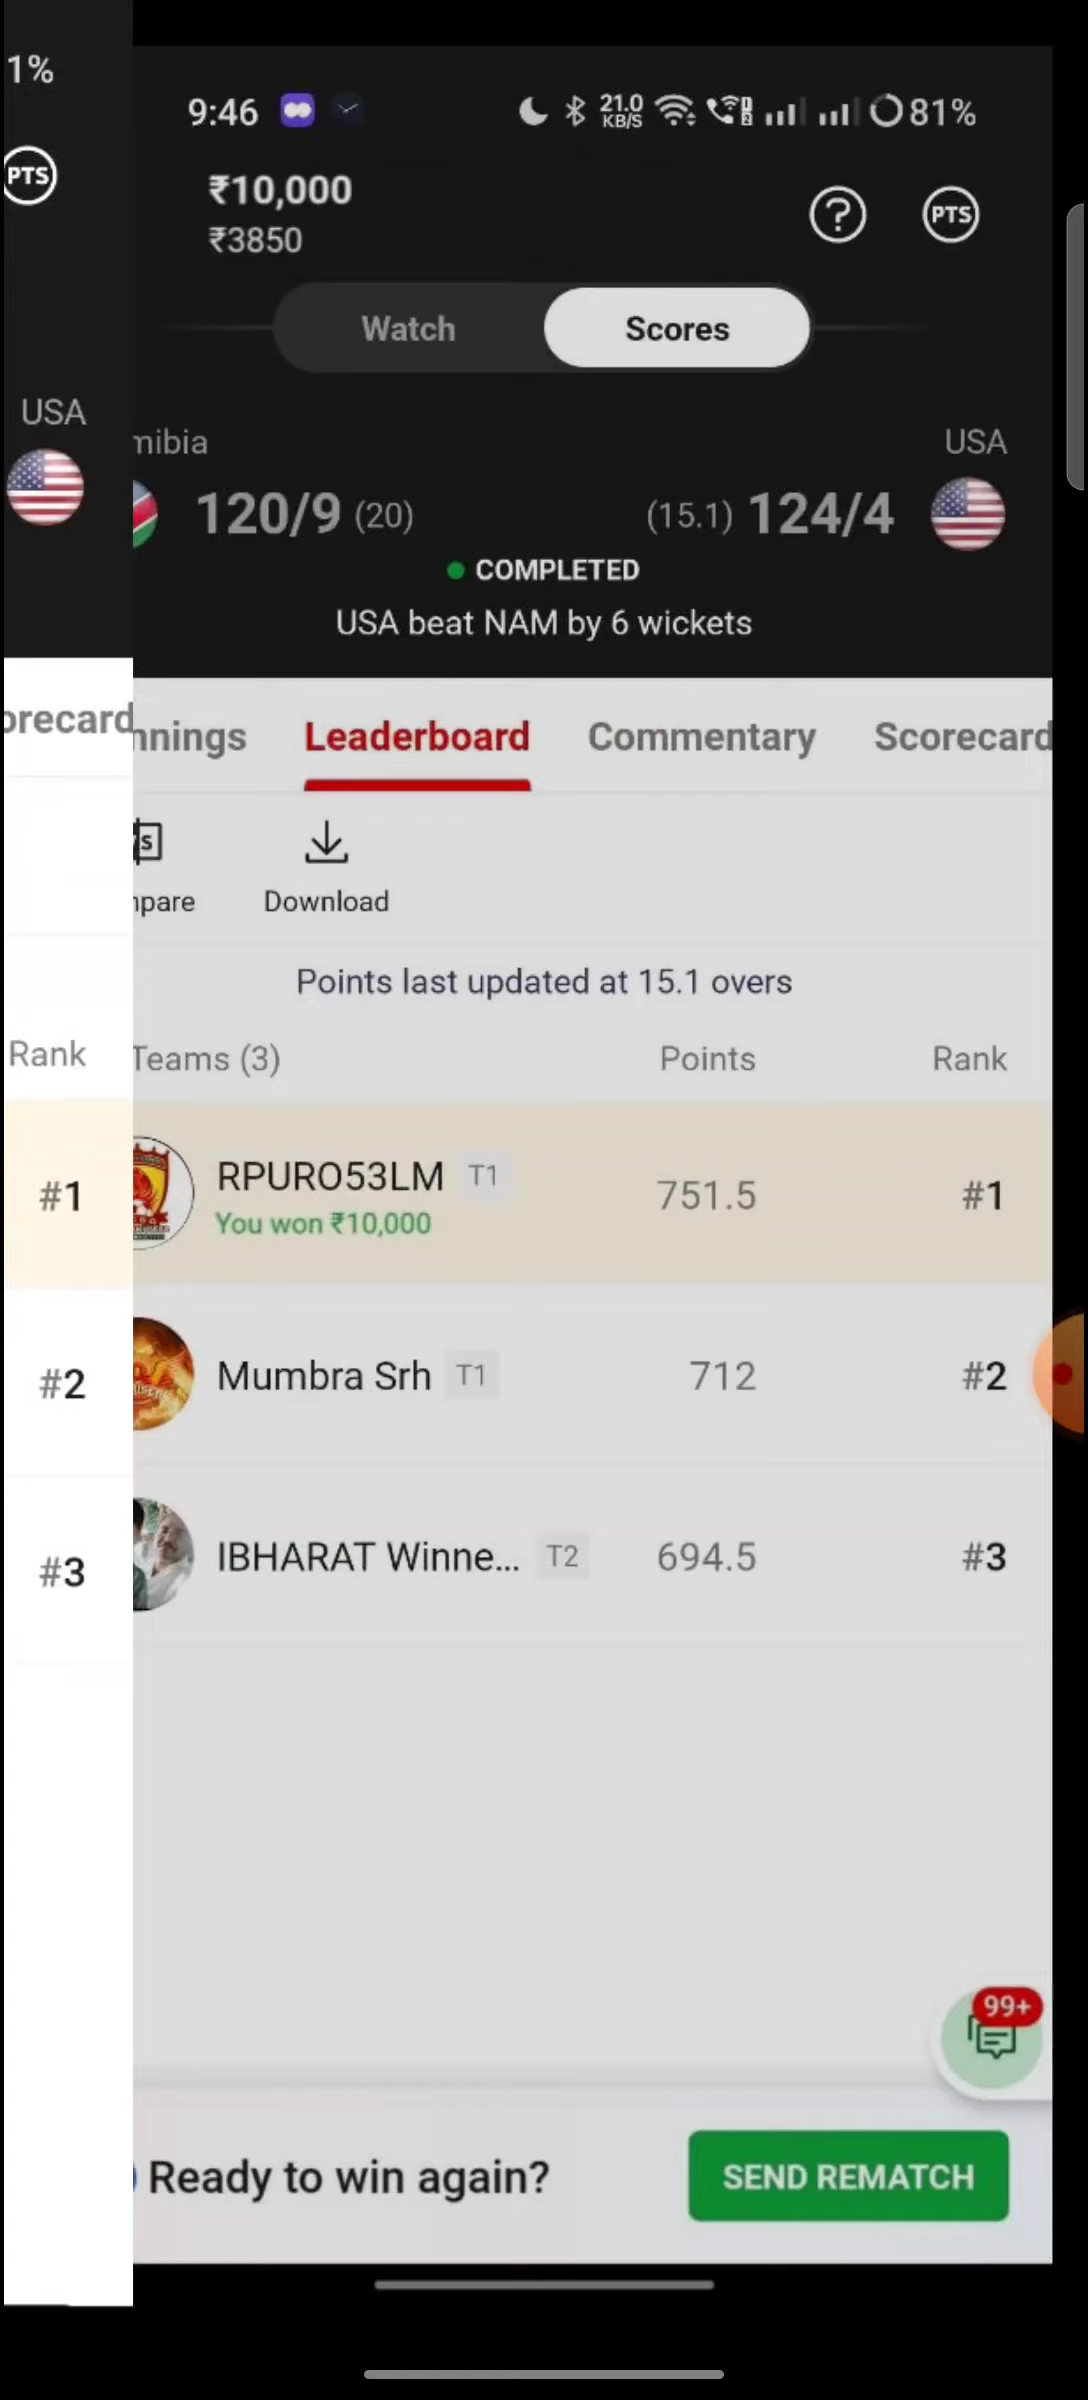 1%
PTS
USA
orecard
Rank
#1
#2
#3
9:46 21.0 KB/S 81%
₹10,000
₹3850
? PTS
Watch Scores
mibia USA
120/9 (20) (15.1) 124/4
COMPLETED
USA beat NAM by 6 wickets
nnings Leaderboard Commentary Scorecard
pare Download
Points last updated at 15.1 overs
Teams (3) Points Rank
RPURO53LM T1 751.5 #1
You won ₹10,000
Mumbra Srh T1 712 #2
IBHARAT Winne... T2 694.5 #3
99+
Ready to win again? SEND REMATCH